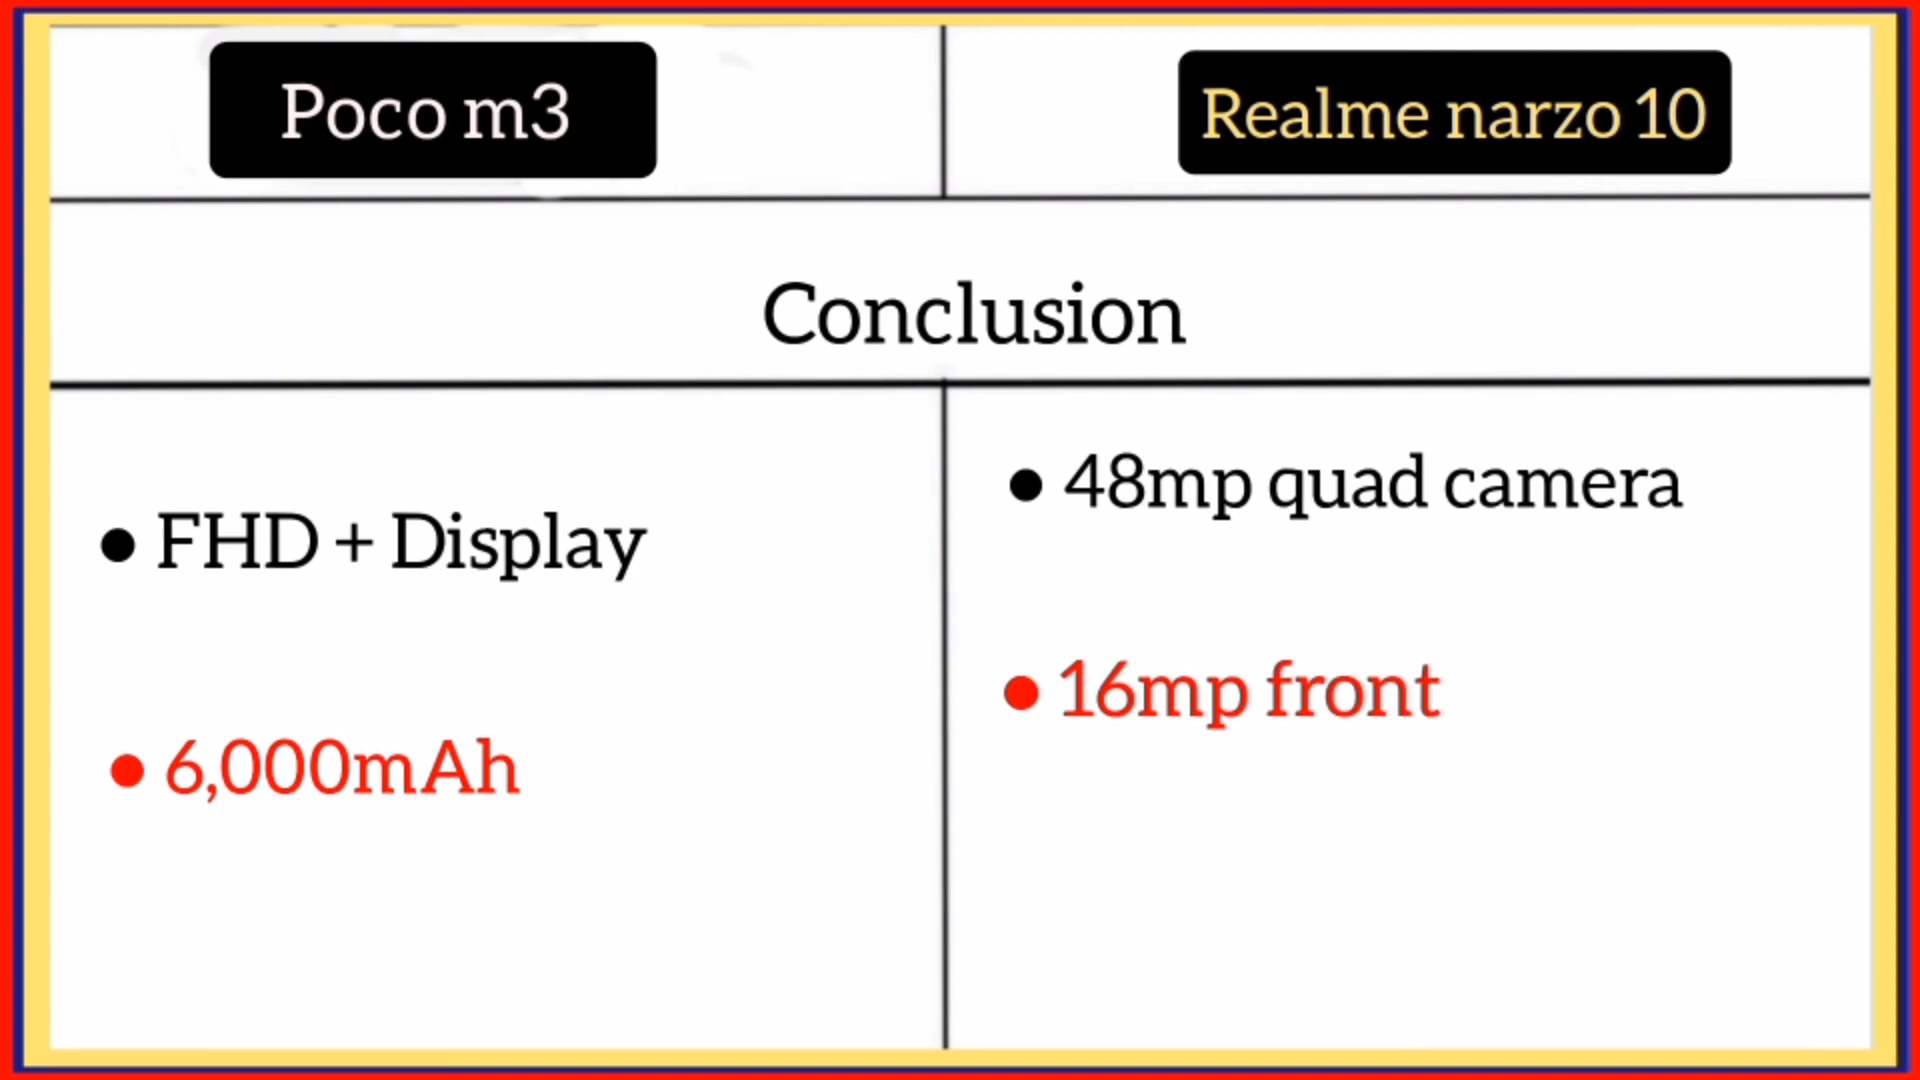 Poco m3
Realme narzo 10
Conclusion
• FHD + Display
• 6,000mAh
• 48mp quad camera
• 16mp front